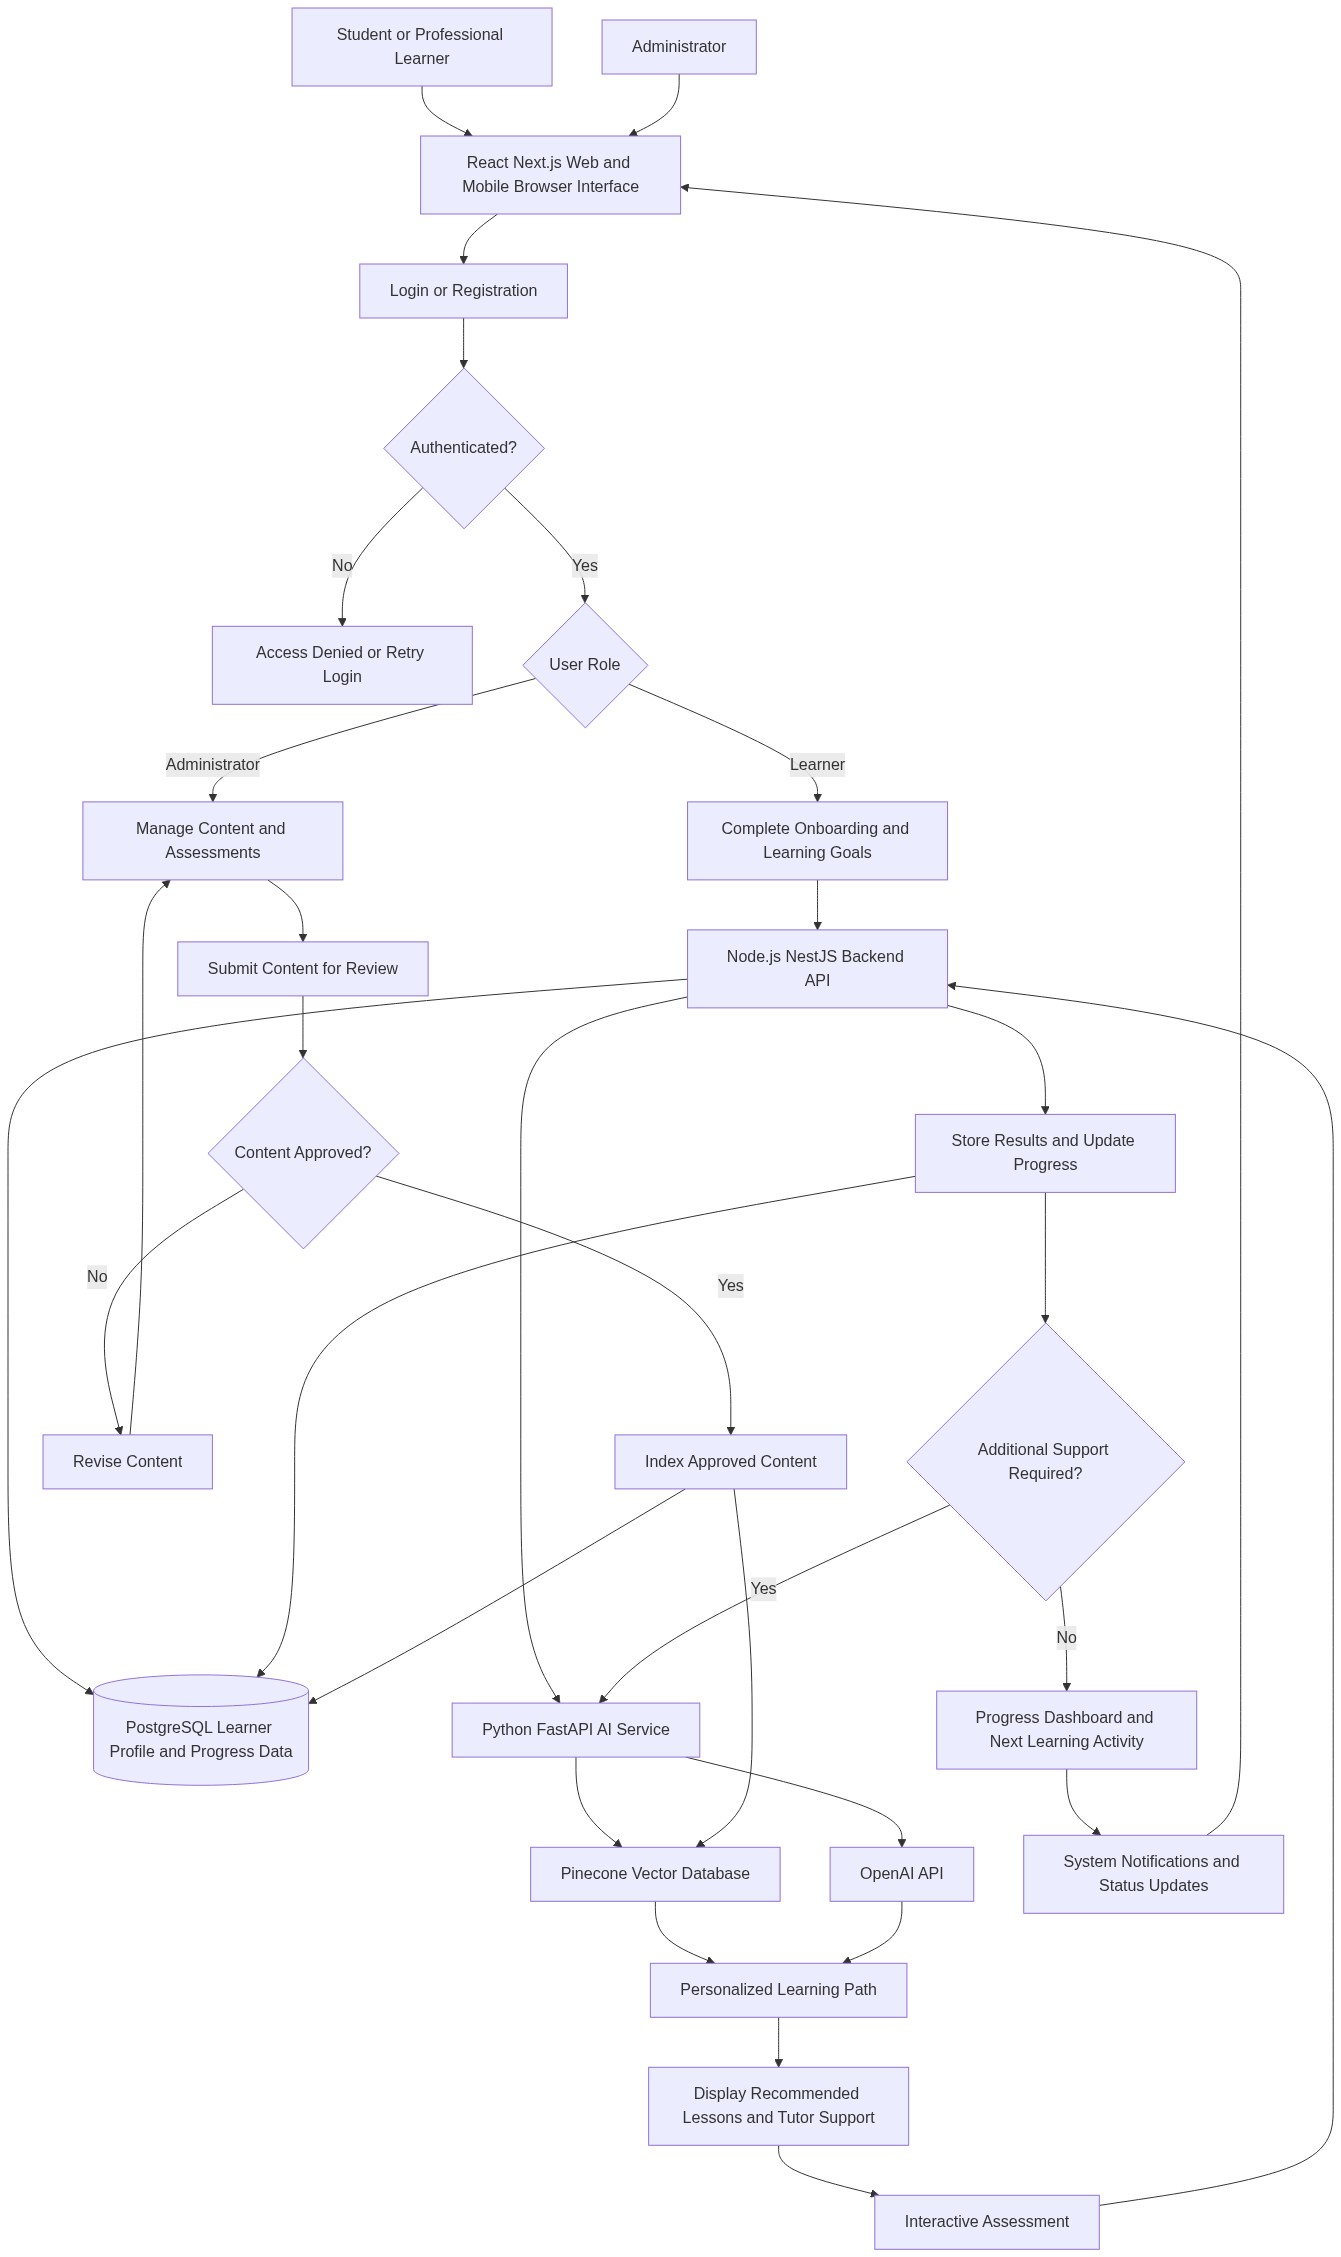 Student or Professional
Learner
Administrator
React Next.js Web and
Mobile Browser Interface
Login or Registration
Authenticated?
No
Yes
Access Denied or Retry
Login
User Role
Administrator
Learner
Manage Content and
Assessments
Complete Onboarding and
Learning Goals
Submit Content for Review
Node.js NestJS Backend
API
Content Approved?
Store Results and Update
Progress
No
Yes
Revise Content
Index Approved Content
Additional Support
Required?
Yes
No
PostgreSQL Learner
Profile and Progress Data
Python FastAPI AI Service
Progress Dashboard and
Next Learning Activity
Pinecone Vector Database
OpenAI API
System Notifications and
Status Updates
Personalized Learning Path
Display Recommended
Lessons and Tutor Support
Interactive Assessment